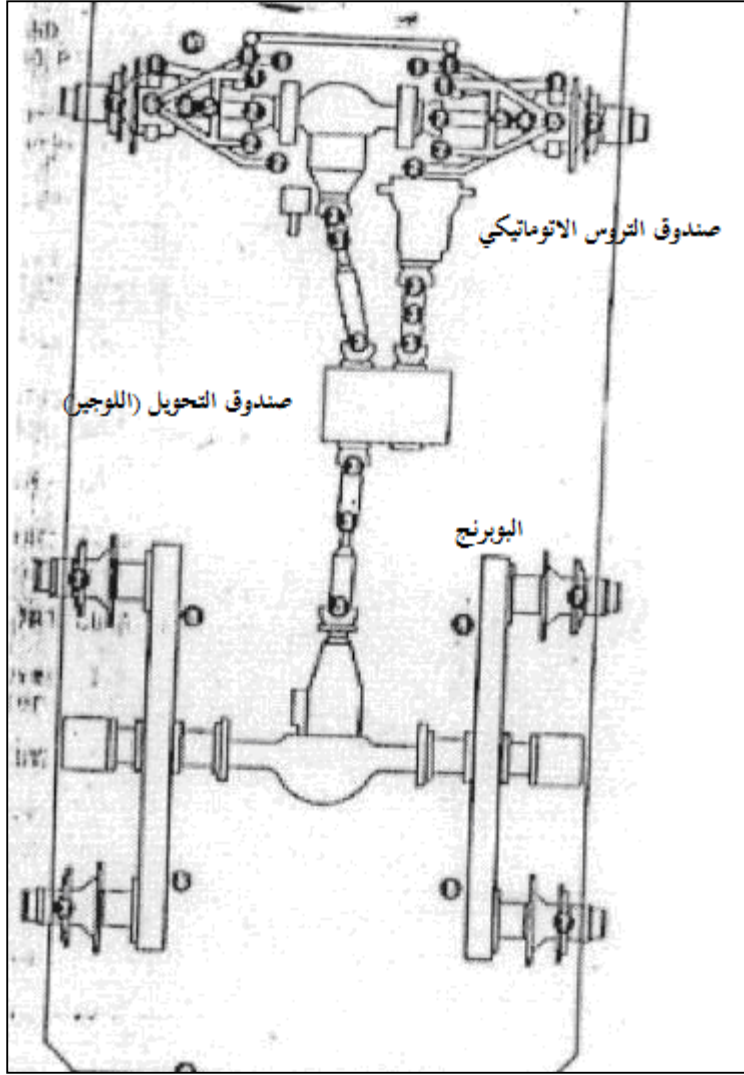 صندوق التروس الاتوماتيكي
صندوق التحويل (اللوجير)
البوبرنج